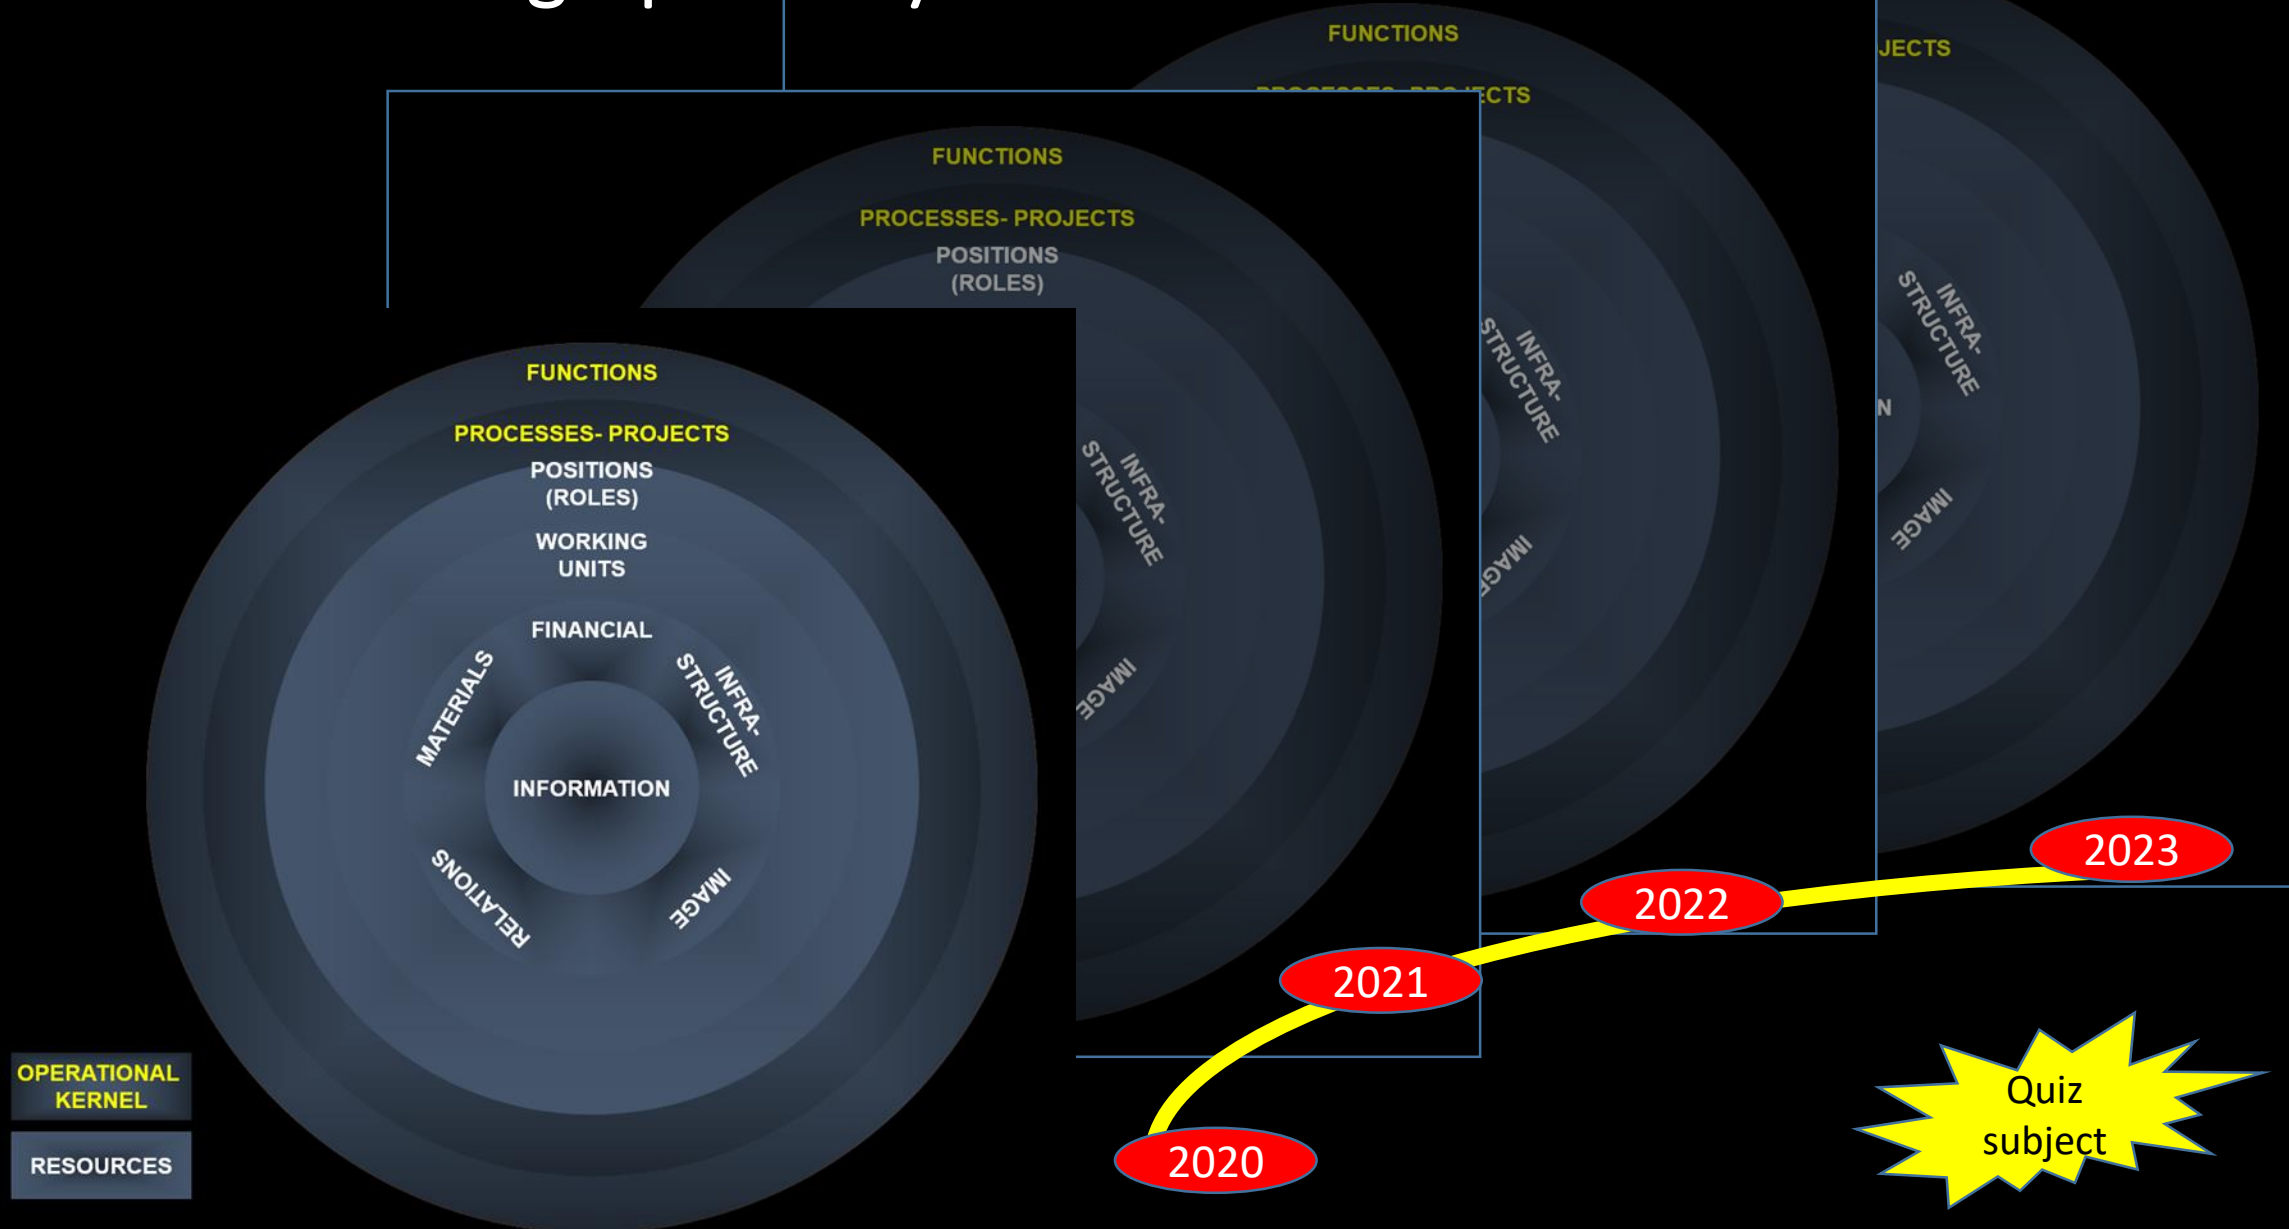 FUNCTIONS
JECTS
PROCESSES- PROJECTS
FUNCTIONS
PROCESSES- PROJECTS
POSITIONS
(ROLES)
INFRA-
STRUCTURE
IMAGE
INFRA-
STRUCTURE
IMAGE
INFRA-
STRUCTURE
N
IMAGE
FUNCTIONS
PROCESSES- PROJECTS
POSITIONS
(ROLES)
WORKING
UNITS
FINANCIAL
MATERIALS
INFRA-
STRUCTURE
INFORMATION
RELATIONS
IMAGE
2023
2022
2021
2020
OPERATIONAL
KERNEL
RESOURCES
Quiz
subject